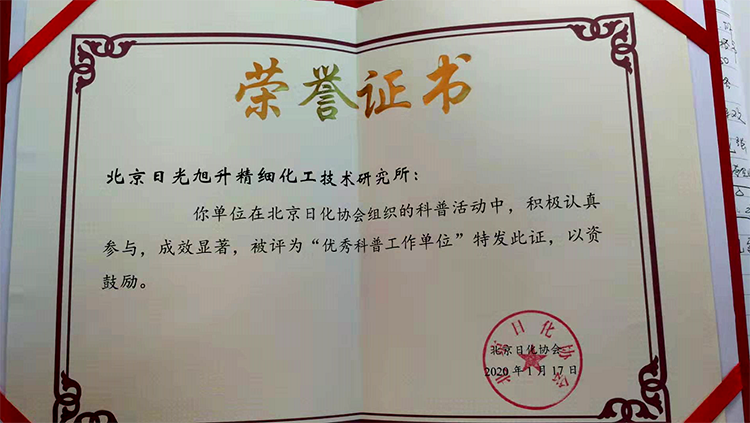 荣誉证书
北京日光旭升精细化工技术研究所：
你单位在北京日化协会组织的科普活动中，积极认真
参与，成效显著，被评为“优秀科普工作单位”特发此证，以资
鼓励。
北京日化协会
北京日化协会
2020年1月17日